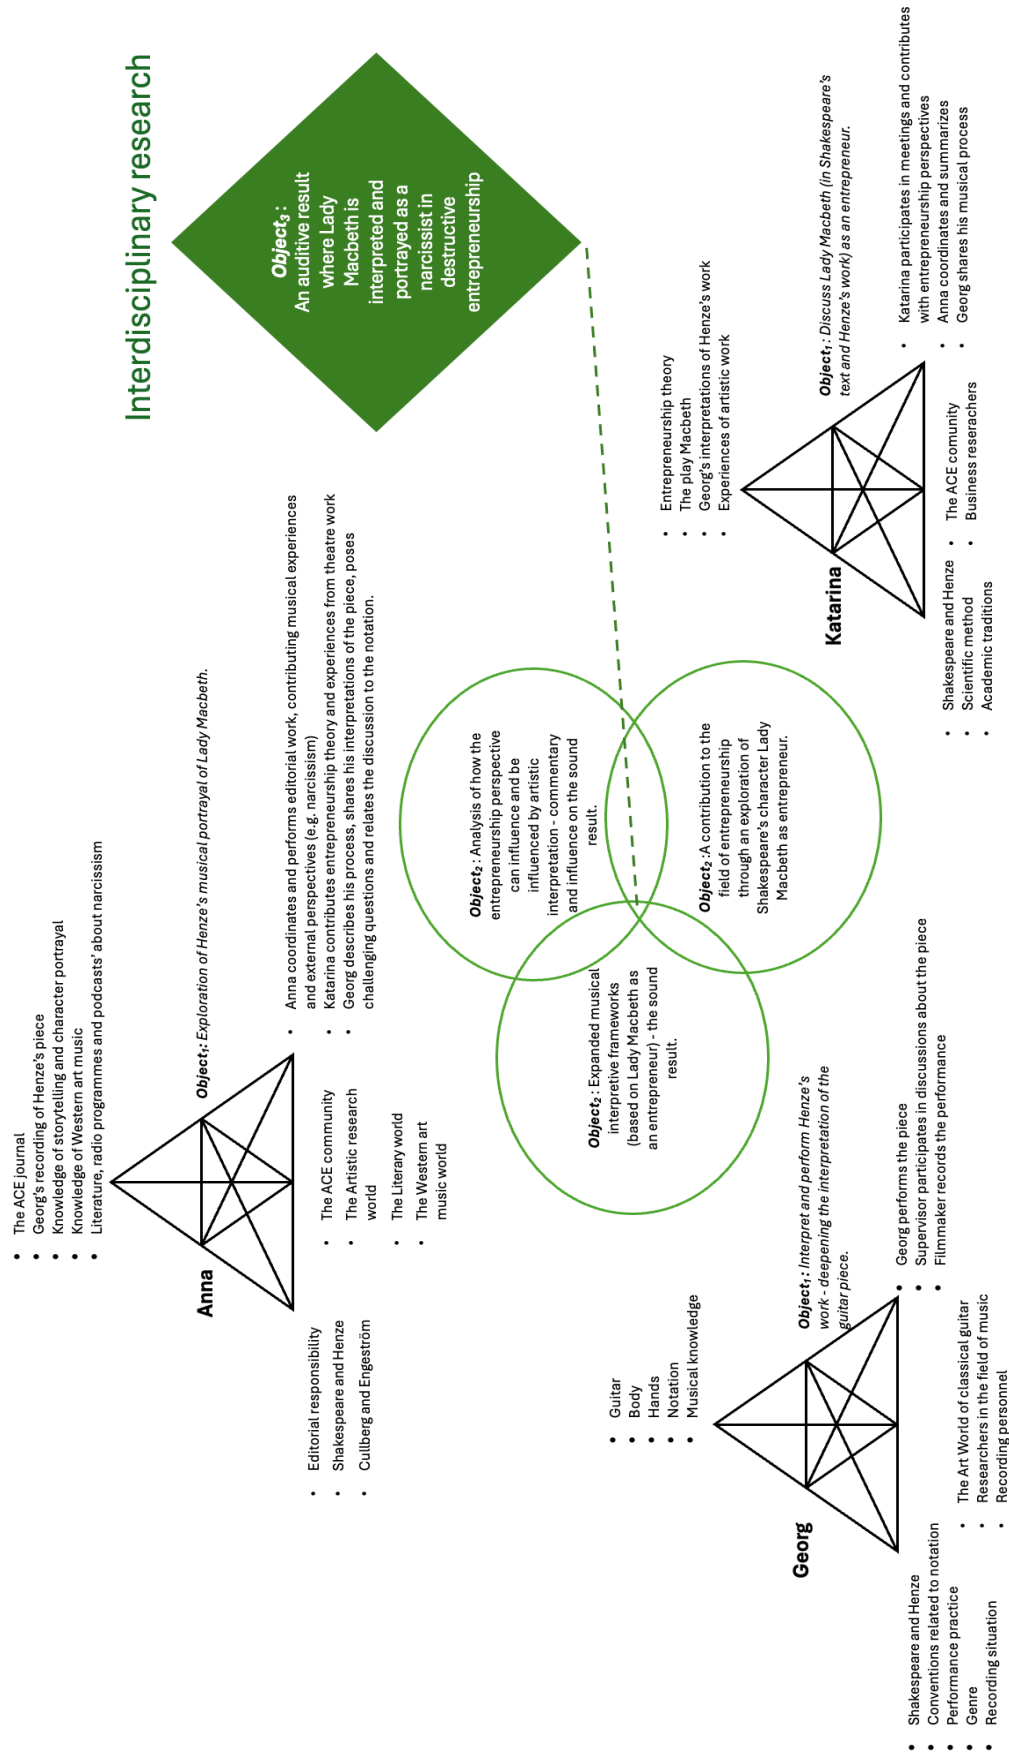 Interdisciplinary research
• The ACE journal
• Georg's recording of Henze's piece
• Knowledge of storytelling and character portrayal
• Knowledge of Western art music
• Literature, radio programmes and podcasts' about narcissism
Anna
Object₁: Exploration of Henze's musical portrayal of Lady Macbeth.
• Editorial responsibility
• Shakespeare and Henze
• Cullberg and Engeström
• The ACE community
• The Artistic research
world
• The Literary world
• The Western art
music world
• Anna coordinates and performs editorial work, contributing musical experiences
and external perspectives (e.g. narcissism)
• Katarina contributes entrepreneurship theory and experiences from theatre work
• Georg describes his process, shares his interpretations of the piece, poses
challenging questions and relates the discussion to the notation.
Object₃ :
An auditive result
where Lady
Macbeth is
interpreted and
portrayed as a
narcissist in
destructive
entrepreneurship
Object₂ : Analysis of how the
entrepreneurship perspective
can influence and be
influenced by artistic
interpretation - commentary
and influence on the sound
result.
Object₂ : Expanded musical
interpretive frameworks
(based on Lady Macbeth as
an entrepreneur) - the sound
result.
Object₂ :A contribution to the
field of entrepreneurship
through an exploration of
Shakespeare's character Lady
Macbeth as entrepreneur.
• Guitar
• Body
• Hands
• Notation
• Musical knowledge
Georg
Object₁ : Interpret and perform Henze's
work - deepening the interpretation of the
guitar piece.
• Shakespeare and Henze
• Conventions related to notation
• Performance practice
• Genre
• Recording situation
• The Art World of classical guitar
• Researchers in the field of music
• Recording personnel
• Georg performs the piece
• Supervisor participates in discussions about the piece
• Filmmaker records the performance
• Entrepreneurship theory
• The play Macbeth
• Georg's interpretations of Henze's work
• Experiences of artistic work
Katarina
Object₁ : Discuss Lady Macbeth (in Shakespeare's
text and Henze's work) as an entrepreneur.
• Shakespeare and Henze
• Scientific method
• Academic traditions
• The ACE comunity
• Business reserachers
• Katarina participates in meetings and contributes
with entrepreneurship perspectives
• Anna coordinates and summarizes
• Georg shares his musical process